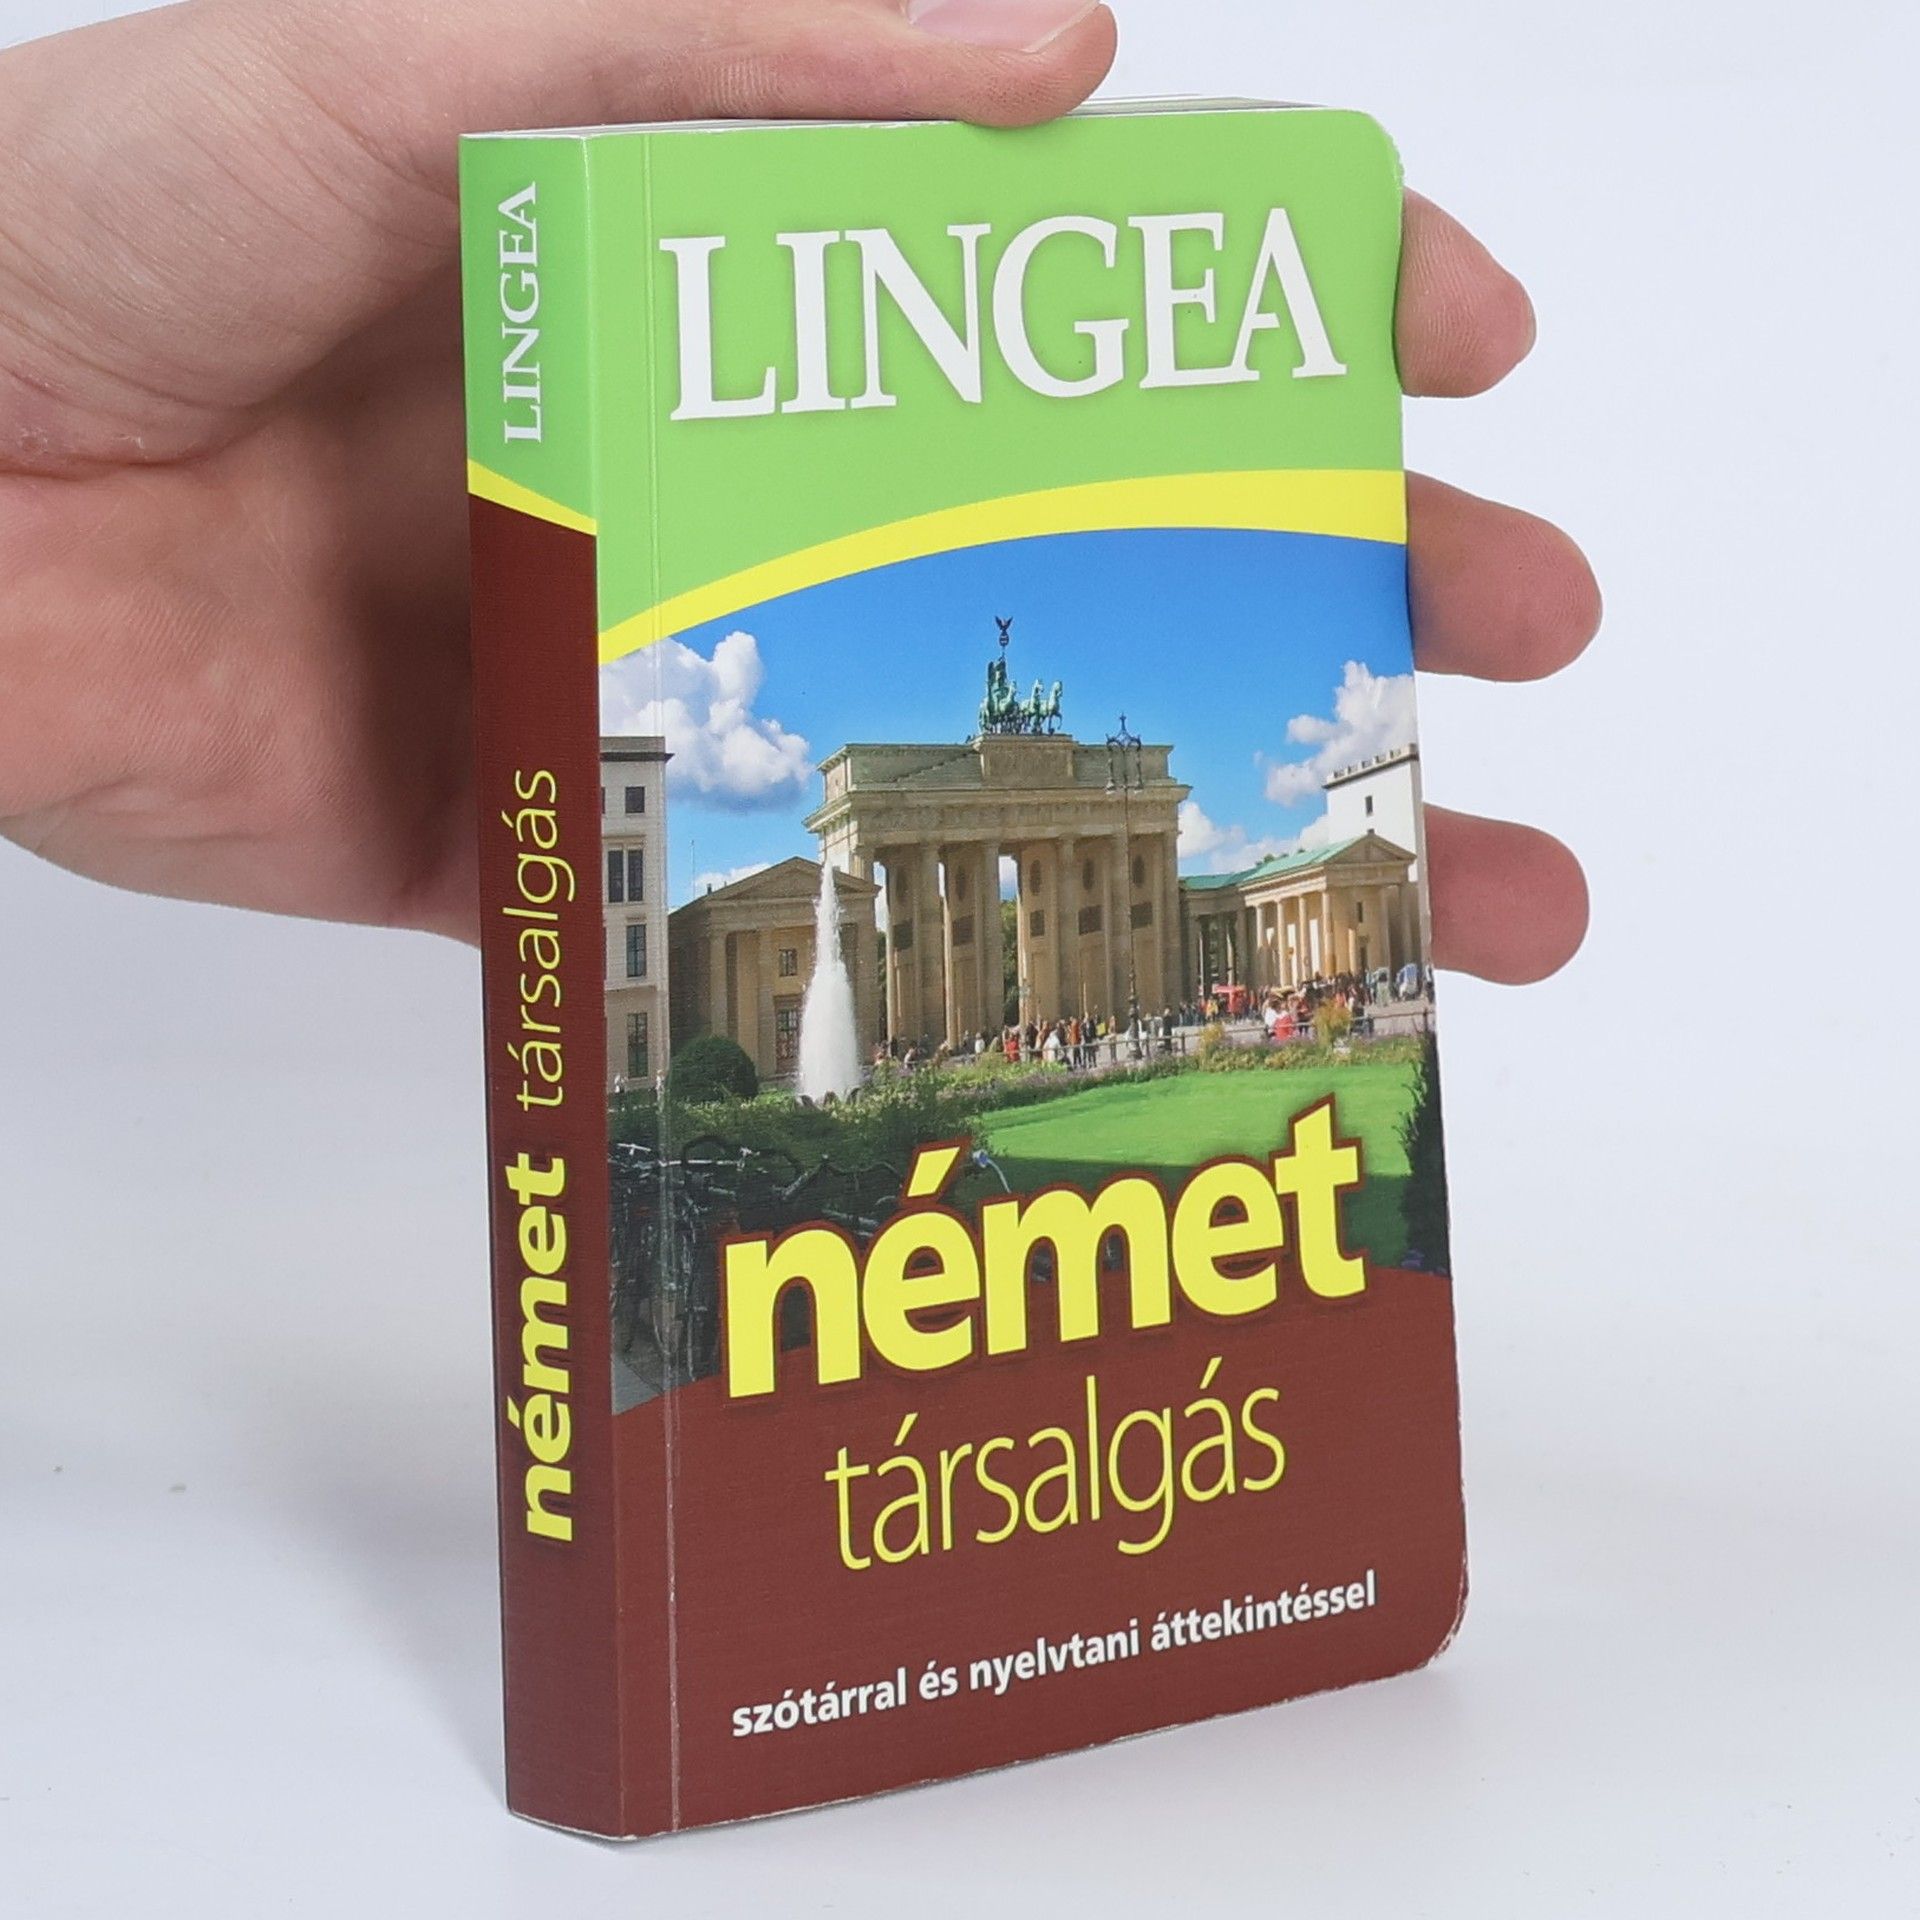 LINGEA
német társalgás
LINGEA
német
társalgás
szótárral és nyelvtani áttekintéssel